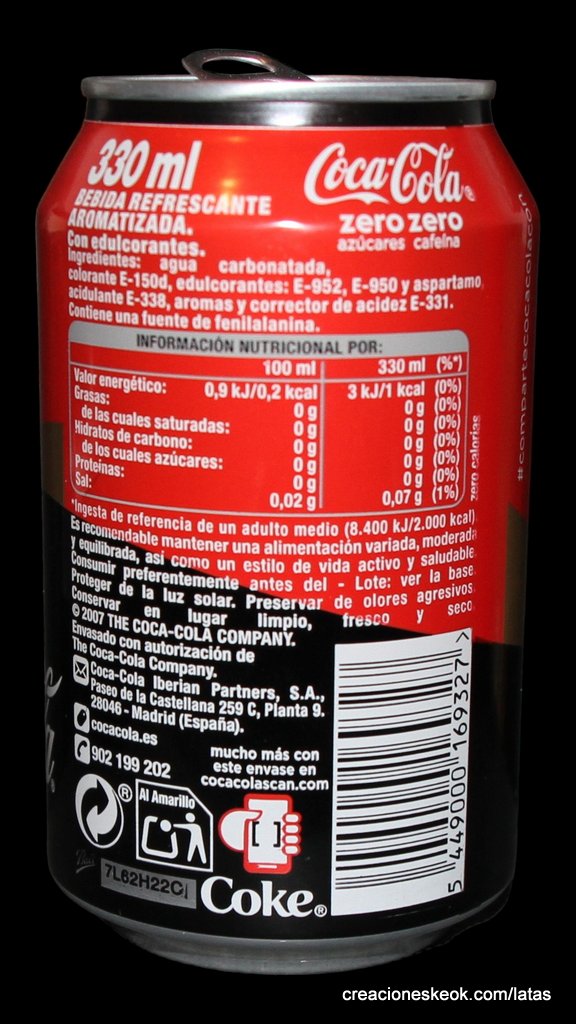 330 ml
BEBIDA REFRESCANTE
AROMATIZADA.
Con edulcorantes.
Coca-Cola®
zero zero
azúcares cafeína
Ingredientes: agua carbonatada,
colorante E-150d, edulcorantes: E-952, E-950 y aspartamo,
acidulante E-338, aromas y corrector de acidez E-331.
Contiene una fuente de fenilalanina.
INFORMACIÓN NUTRICIONAL POR:
100 ml 330 ml (%*)
Valor energético: 0,9 kJ/0,2 kcal 3 kJ/1 kcal (0%)
Grasas: 0 g 0 g (0%)
de las cuales saturadas: 0 g 0 g (0%)
Hidratos de carbono: 0 g 0 g (0%)
de los cuales azúcares: 0 g 0 g (0%)
Proteínas: 0 g 0 g (0%)
Sal: 0,02 g 0,07 g (1%)
zero calorías
#compartecocacolacon
*Ingesta de referencia de un adulto medio (8.400 kJ/2.000 kcal)
Es recomendable mantener una alimentación variada, moderada
y equilibrada, así como un estilo de vida activo y saludable.
Consumir preferentemente antes del - Lote: ver la base.
Proteger de la luz solar. Preservar de olores agresivos.
Conservar en lugar limpio, fresco y seco.
© 2007 THE COCA-COLA COMPANY.
Envasado con autorización de
The Coca-Cola Company.
Coca-Cola Iberian Partners, S.A.,
Paseo de la Castellana 259 C, Planta 9.
28046 - Madrid (España).
cocacola.es
902 199 202
mucho más con
este envase en
cocacolascan.com
®
Al Amarillo
7L62H22C
Coke®
5 449000 169327 >
creacioneskeok.com/latas